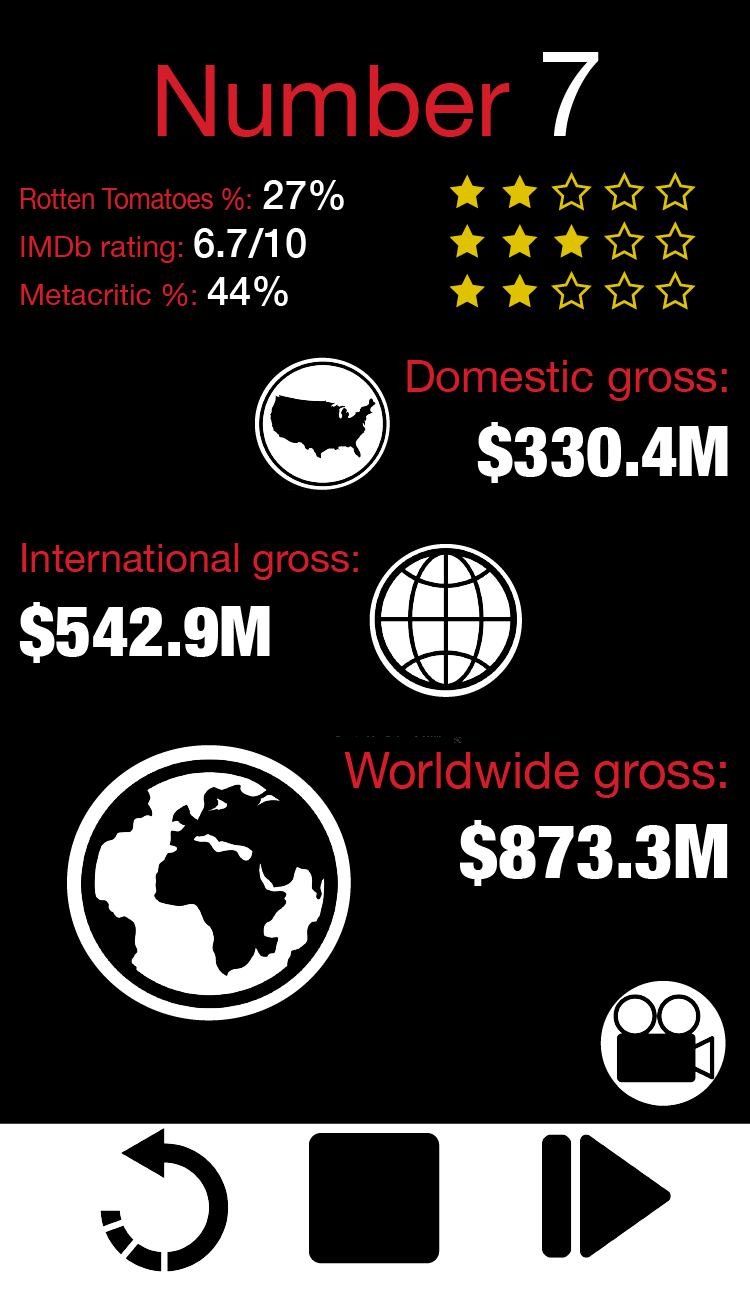 Number 7
Rotten Tomatoes %: 27%
IMDb rating: 6.7/10
Metacritic %: 44%
Domestic gross:
$330.4M
International gross:
$542.9M
Worldwide gross:
$873.3M